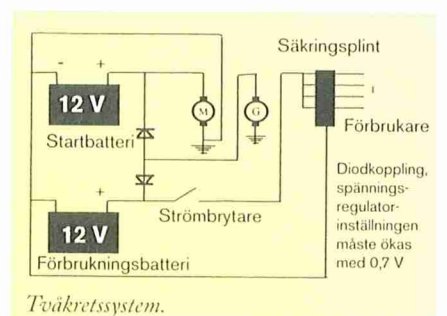 Säkringsplint
- +
12 V
Startbatteri
M
G
Förbrukare
Diodkoppling,
spännings-
regulator-
inställningen
måste ökas
med 0,7 V
+
Strömbrytare
12 V
Förbrukningsbatteri
Tvåkretssystem.